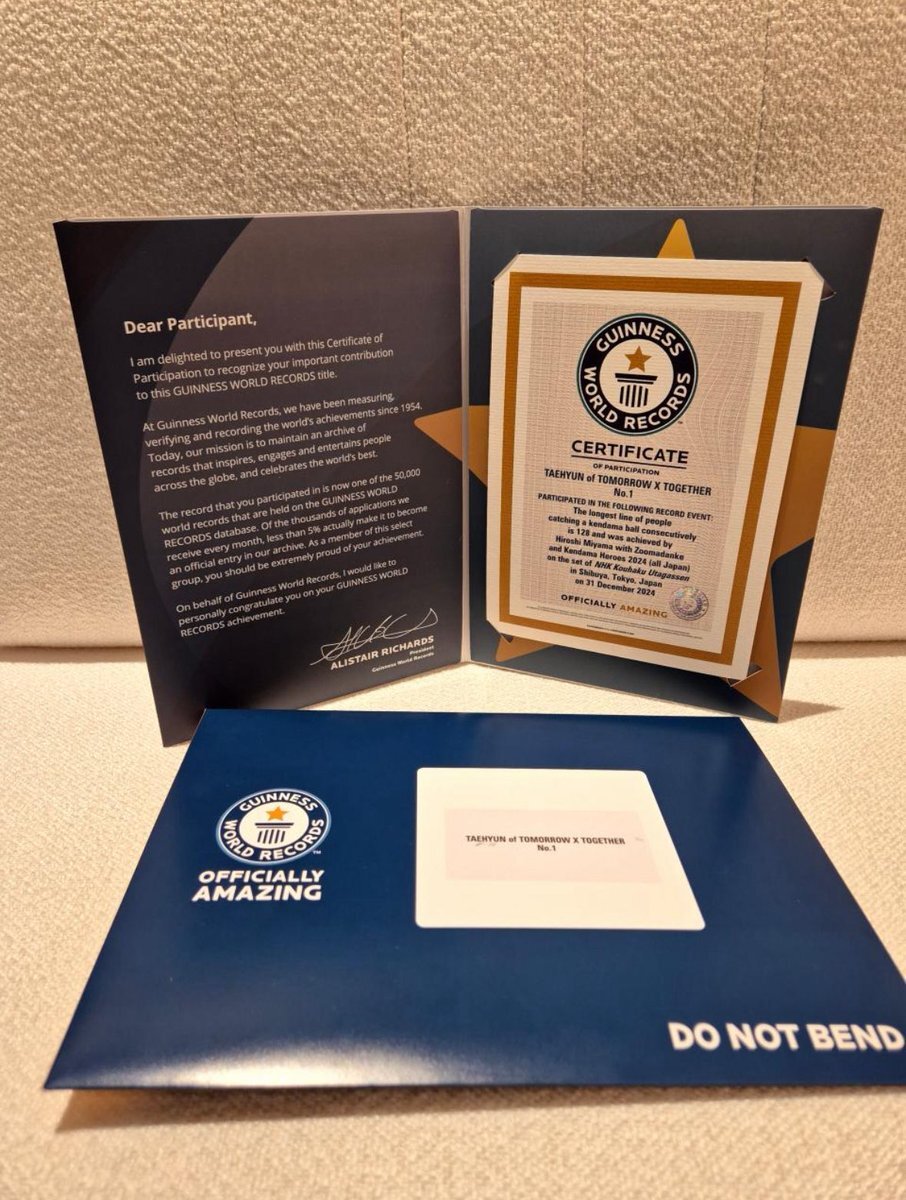 Dear Participant,
I am delighted to present you with this Certificate of
Participation to recognize your important contribution
to this GUINNESS WORLD RECORDS title.
At Guinness World Records, we have been measuring,
verifying and recording the world's achievements since 1954.
Today, our mission is to maintain an archive of
records that inspires, engages and entertains people
across the globe, and celebrates the world's best.
The record that you participated in is now one of the 50,000
world records that are held on the GUINNESS WORLD
RECORDS database. Of the thousands of applications we
receive every month, less than 5% actually make it to become
an official entry in our archive. As a member of this select
group, you should be extremely proud of your achievement.
On behalf of Guinness World Records, I would like to
personally congratulate you on your GUINNESS WORLD
RECORDS achievement.
ALISTAIR RICHARDS
President
Guinness World Records
GUINNESS
WORLD RECORDS
CERTIFICATE
OF PARTICIPATION
TAEHYUN of TOMORROW X TOGETHER
No.1
PARTICIPATED IN THE FOLLOWING RECORD EVENT:
The longest line of people
catching a kendama ball consecutively
is 128 and was achieved by
Hiroshi Miyama with Zoomadanke
and Kendama Heroes 2024 (all Japan)
on the set of NHK Kouhaku Utagassen
in Shibuya, Tokyo, Japan
on 31 December 2024
OFFICIALLY AMAZING
GUINNESS
WORLD RECORDS
TM
OFFICIALLY
AMAZING
TAEHYUN of TOMORROW X TOGETHER
No.1
DO NOT BEND